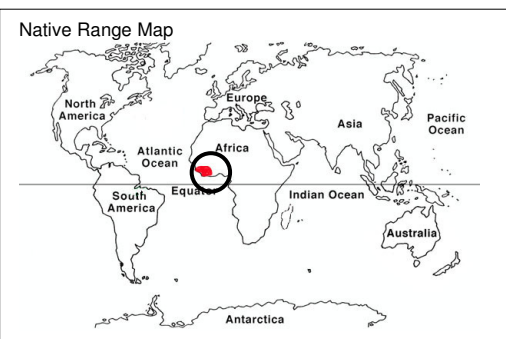 Native Range Map
North
America
Europe
Asia
Pacific
Ocean
Atlantic
Ocean
Africa
South
America
Equator
Indian Ocean
Australia
Antarctica